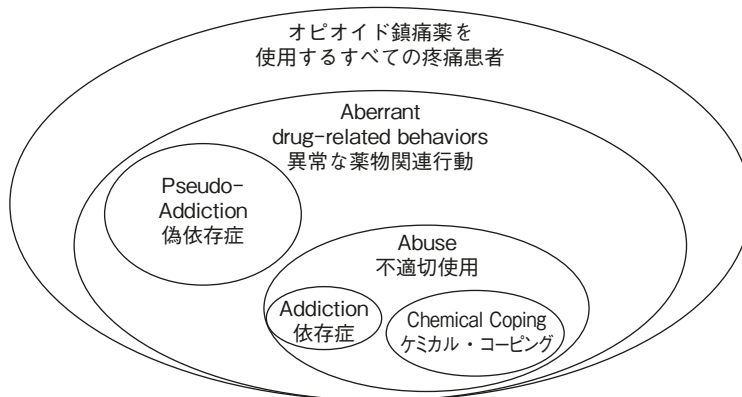 オピオイド鎮痛薬を
使用するすべての疼痛患者
Aberrant
drug-related behaviors
異常な薬物関連行動
Pseudo-
Addiction
偽依存症
Abuse
不適切使用
Addiction
依存症
Chemical Coping
ケミカル・コーピング